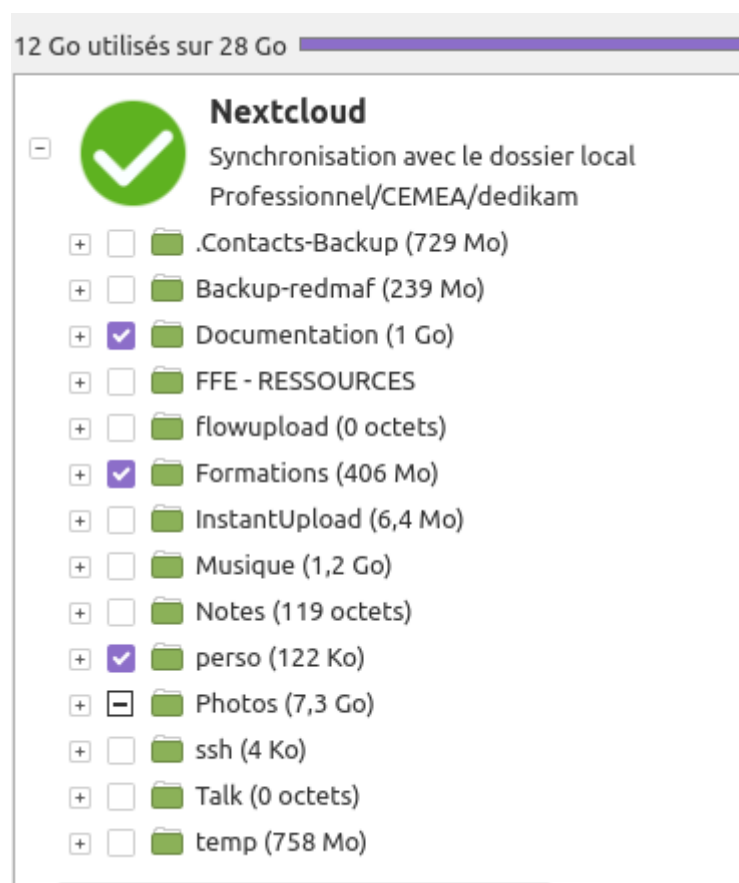 12 Go utilisés sur 28 Go
Nextcloud
Synchronisation avec le dossier local
Professionnel/CEMEA/dedikam
.Contacts-Backup (729 Mo)
Backup-redmaf (239 Mo)
Documentation (1 Go)
FFE - RESSOURCES
flowupload (0 octets)
Formations (406 Mo)
InstantUpload (6,4 Mo)
Musique (1,2 Go)
Notes (119 octets)
perso (122 Ko)
Photos (7,3 Go)
ssh (4 Ko)
Talk (0 octets)
temp (758 Mo)